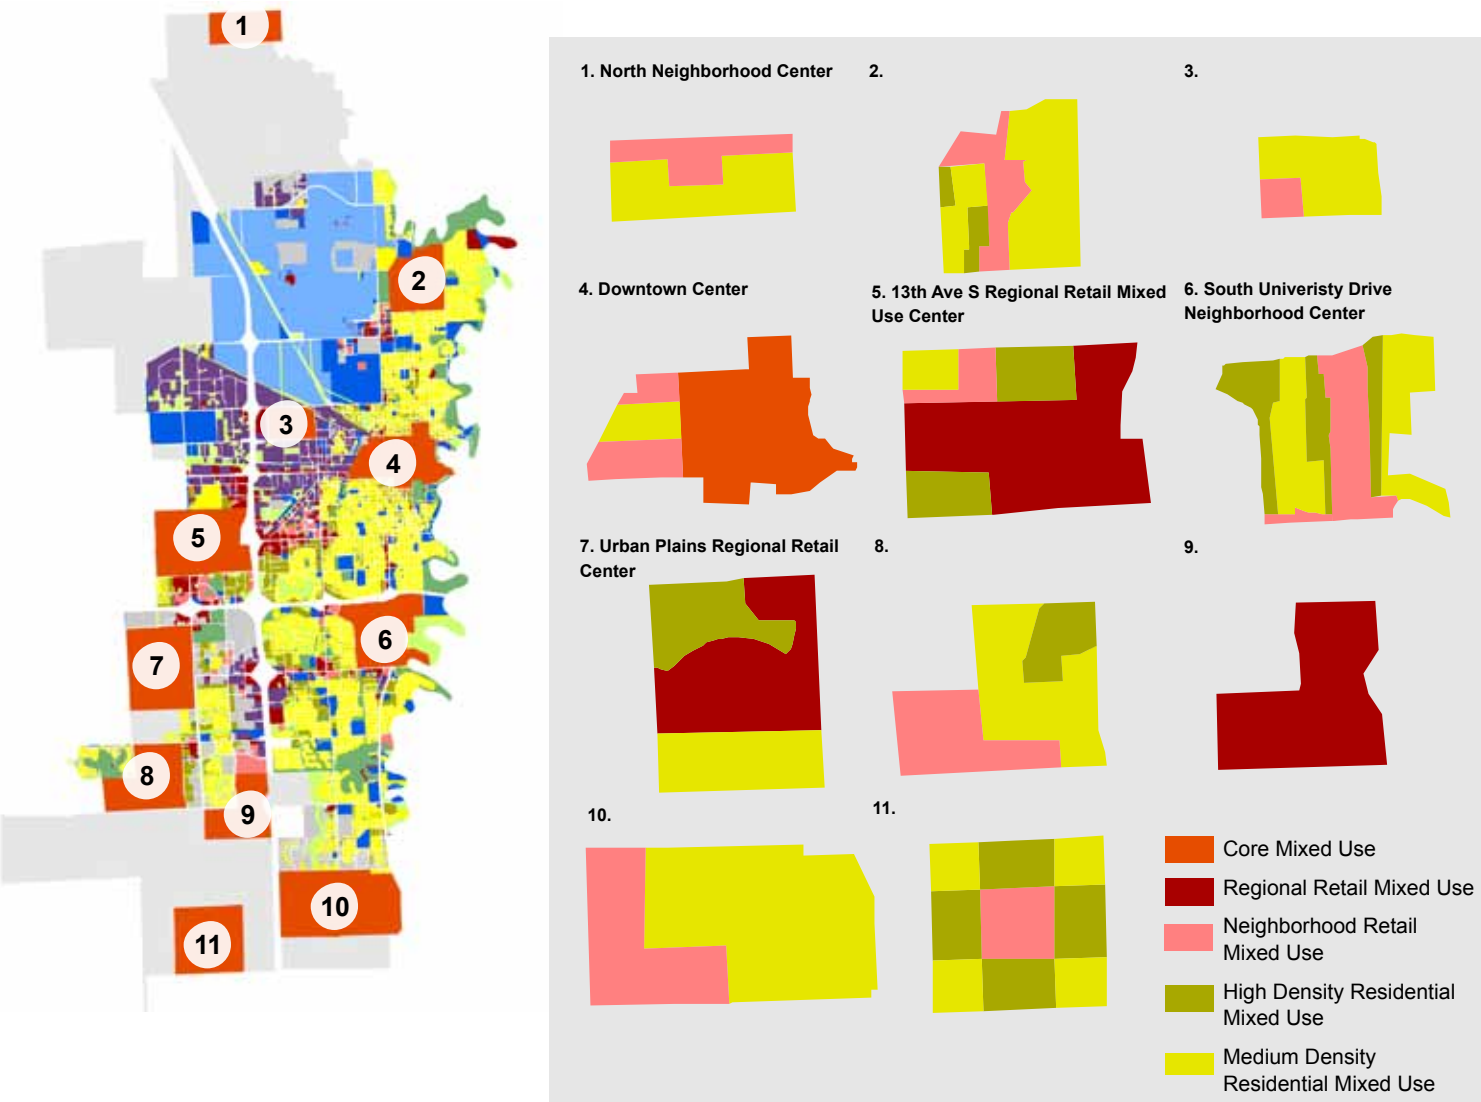 1
2
3
4
5
6
7
8
9
10
11
1. North Neighborhood Center
2.
3.
4. Downtown Center
5. 13th Ave S Regional Retail Mixed
Use Center
6. South Univeristy Drive
Neighborhood Center
7. Urban Plains Regional Retail
Center
8.
9.
10.
11.
Core Mixed Use
Regional Retail Mixed Use
Neighborhood Retail
Mixed Use
High Density Residential
Mixed Use
Medium Density
Residential Mixed Use